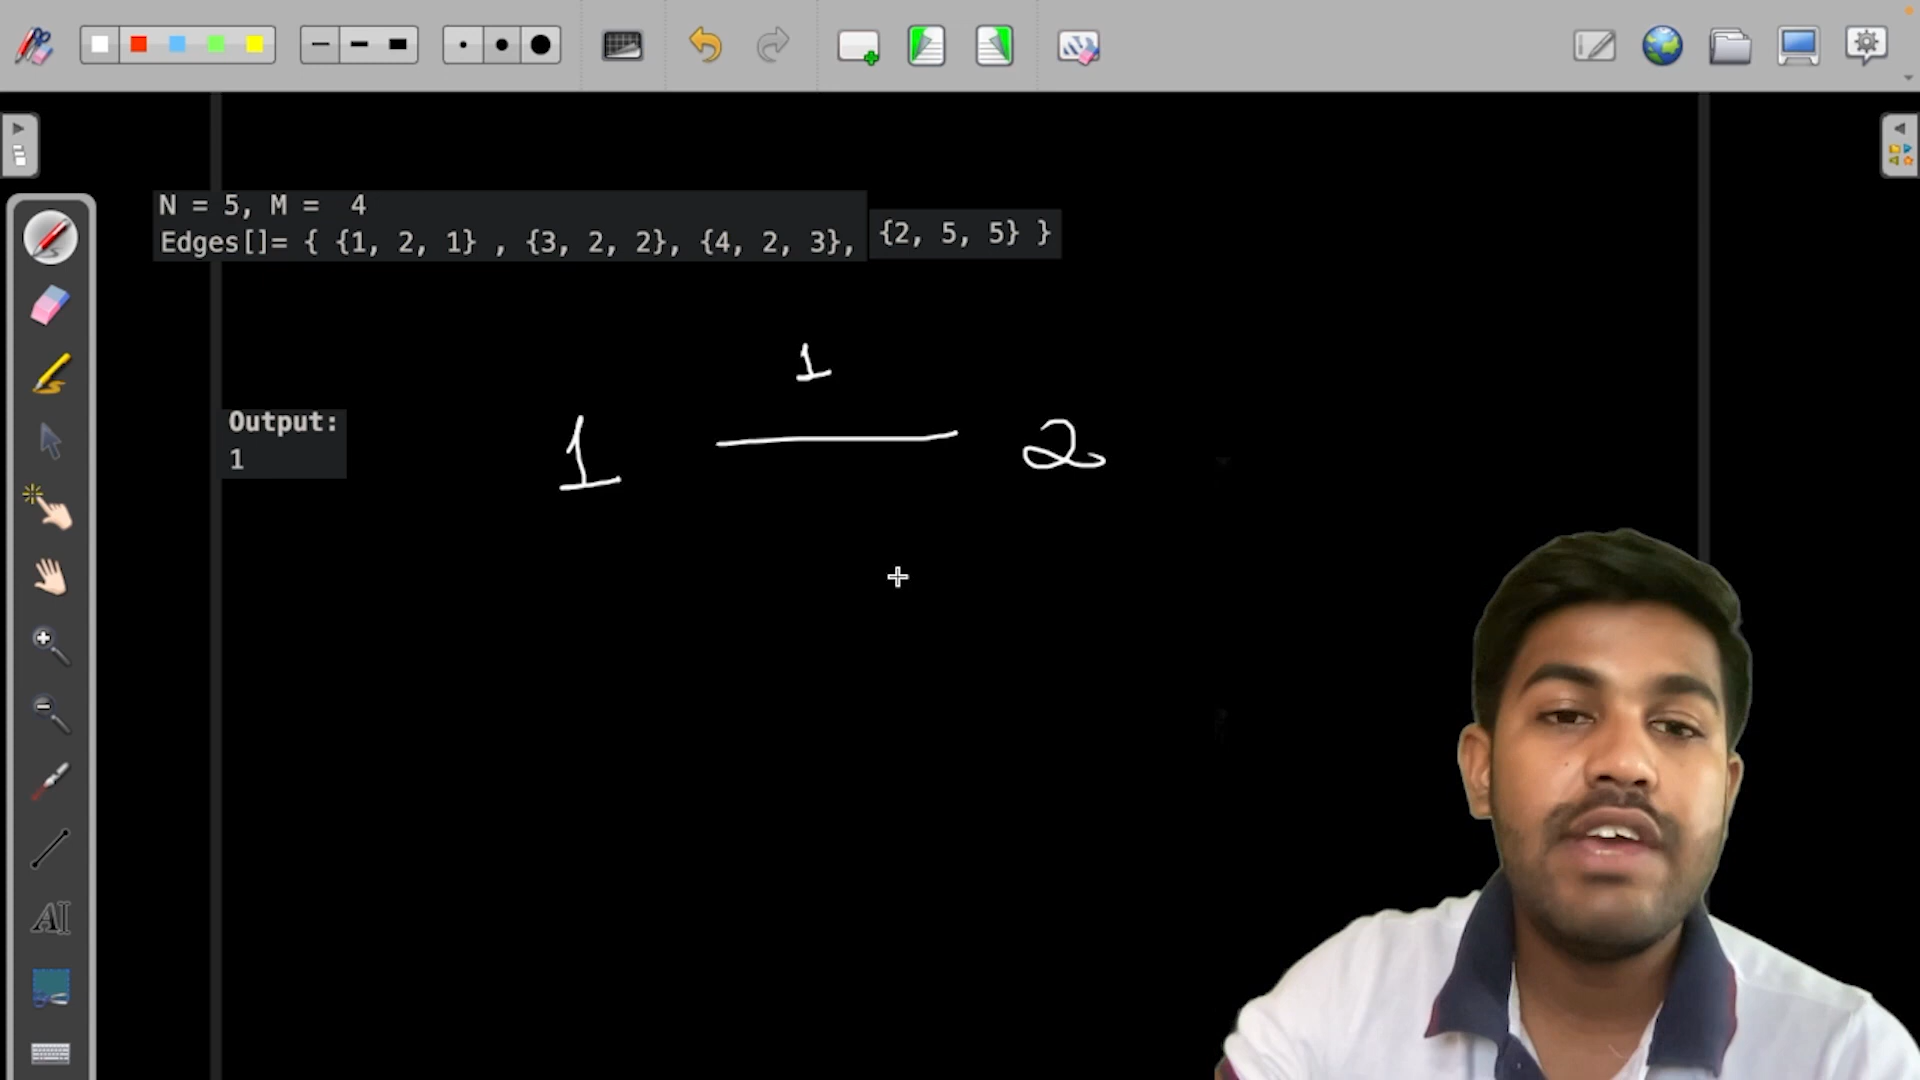 N = 5, M =  4
Edges[]= { {1, 2, 1} , {3, 2, 2}, {4, 2, 3}, {2, 5, 5} }
1
Output:
1
1 2
AI